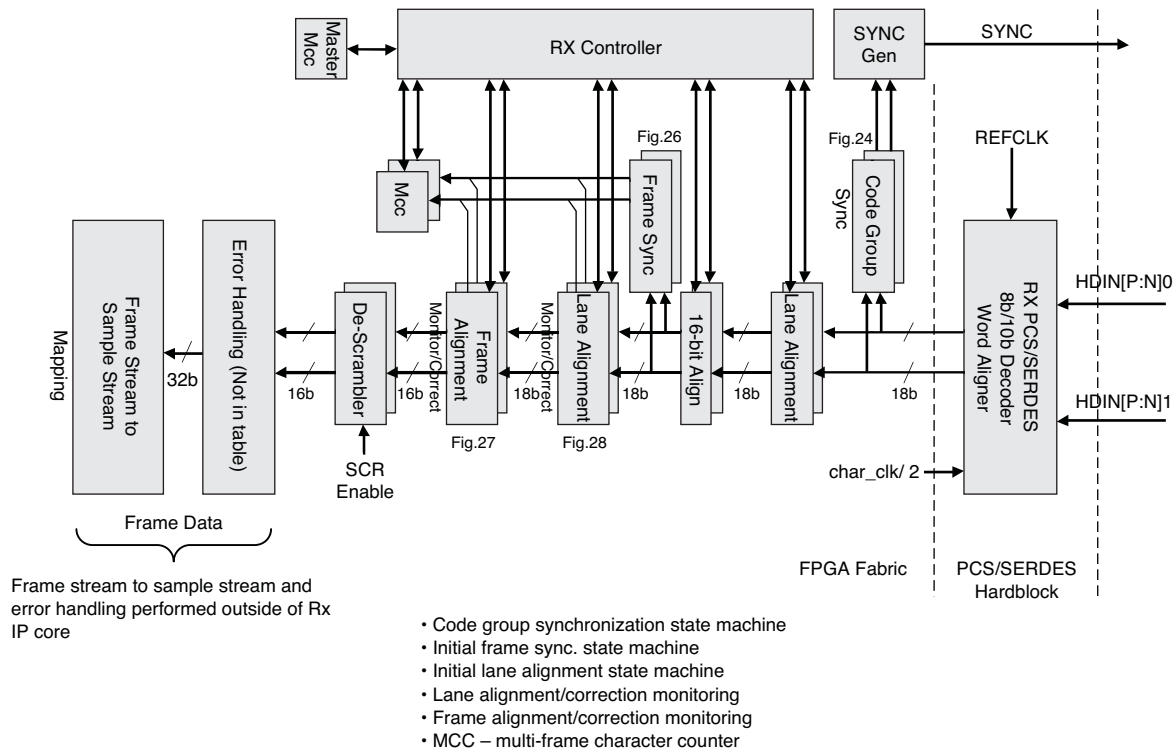 Master
Mcc
RX Controller
SYNC
Gen
SYNC
Fig.26
Fig.24
REFCLK
Mcc
Frame Sync
Code Group
Sync
Frame Stream to
Sample Stream
Mapping
Error Handling (Not in table)
De-Scrambler
Frame
Alignment
Monitor/Correct
Lane Alignment
Monitor/Correct
16-bit Align
Lane Alignment
RX PCS/SERDES
8b/10b Decoder
Word Aligner
HDIN[P:N]0
HDIN[P:N]1
32b
16b
16b
18b
18b
18b
18b
Fig.27
Fig.28
SCR
Enable
char_clk/ 2
Frame Data
FPGA Fabric
PCS/SERDES
Hardblock
Frame stream to sample stream and
error handling performed outside of Rx
IP core
• Code group synchronization state machine
• Initial frame sync. state machine
• Initial lane alignment state machine
• Lane alignment/correction monitoring
• Frame alignment/correction monitoring
• MCC – multi-frame character counter